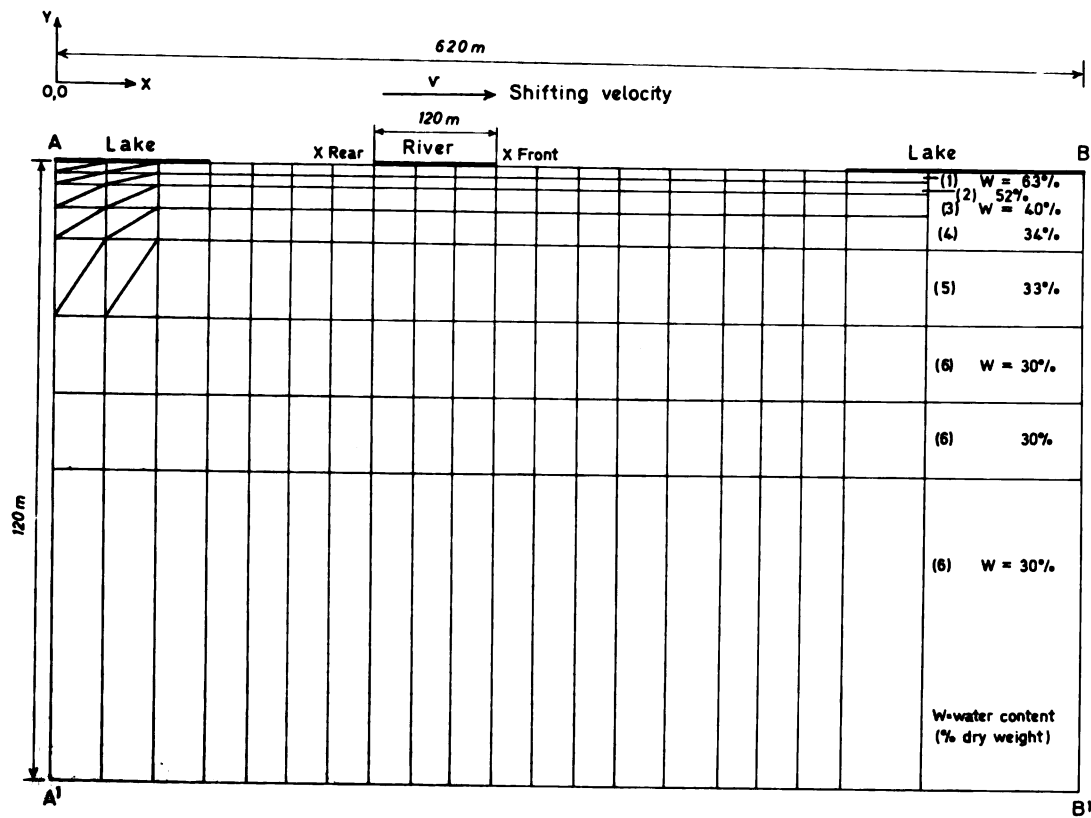 Y
620 m
0,0
X
v
Shifting velocity
120 m
A
Lake
X Rear
River
X Front
Lake
B
(1) W = 63%
(2) 52%
(3) W = 40%
(4) 34%
(5) 33%
(6) W = 30%
(6) 30%
120 m
(6) W = 30%
W=water content
(% dry weight)
A¹
B¹